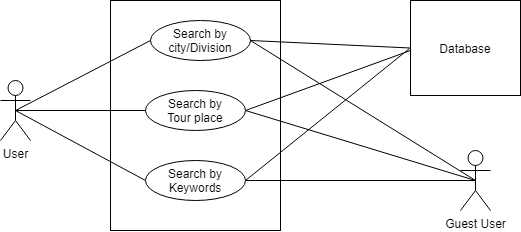 Search by
city/Division
Database
Search by
Tour place
User
Search by
Keywords
Guest User